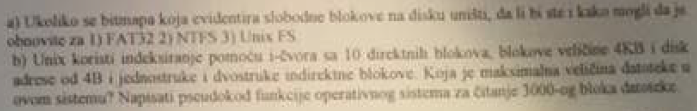 a) Ukoliko se bitmapa koja evidentira slobodne blokove na disku uništi, da li bi ste i kako mogli da je
obnovite za 1) FAT32 2) NTFS 3) Unix FS
b) Unix koristi indeksiranje pomoću i-čvora sa 10 direktnih blokova, blokove veličine 4KB i disk
adrese od 4B i jednostruke i dvostruke indirektne blokove. Koja je maksimalna veličina datoteke u
ovom sistemu? Napisati pseudokod funkcije operativnog sistema za čitanje 3000-og bloka datoteke.